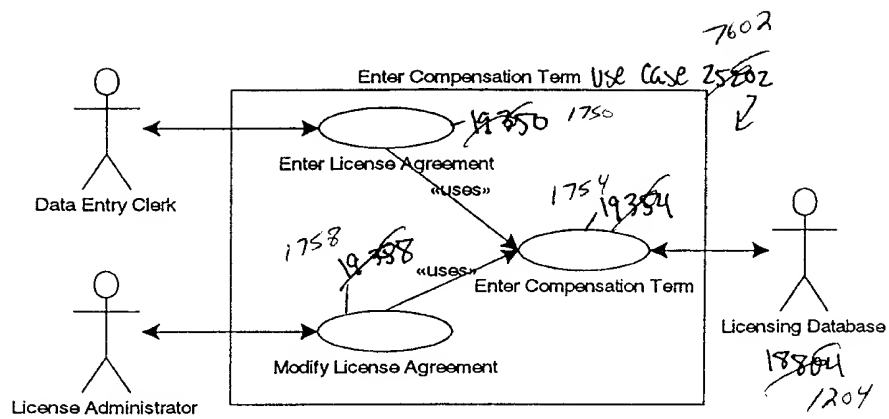 7602
Enter Compensation Term use case 25202
19350 1750
Enter License Agreement
«uses»
Data Entry Clerk
1754
19354
1758
19358
«uses»
Enter Compensation Term
Licensing Database
Modify License Agreement
18804
1204
License Administrator